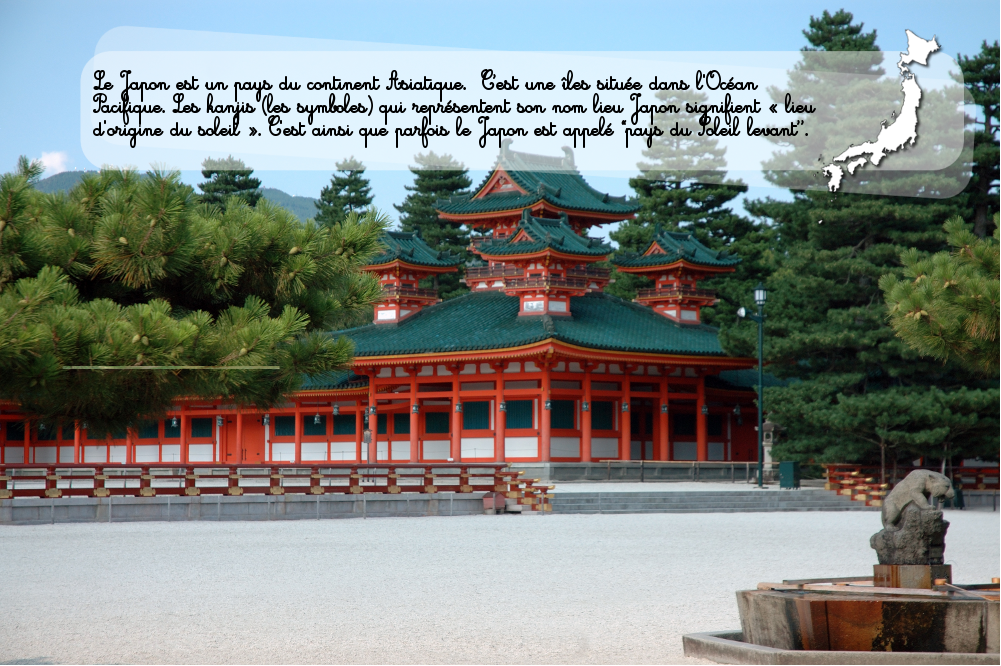 Le Japon est un pays du continent Asiatique. C'est une îles située dans l'Océan
Pacifique. Les kanjis (les symboles) qui représentent son nom lieu Japon signifient « lieu
d'origine du soleil ». C'est ainsi que parfois le Japon est appelé "pays du Soleil levant".